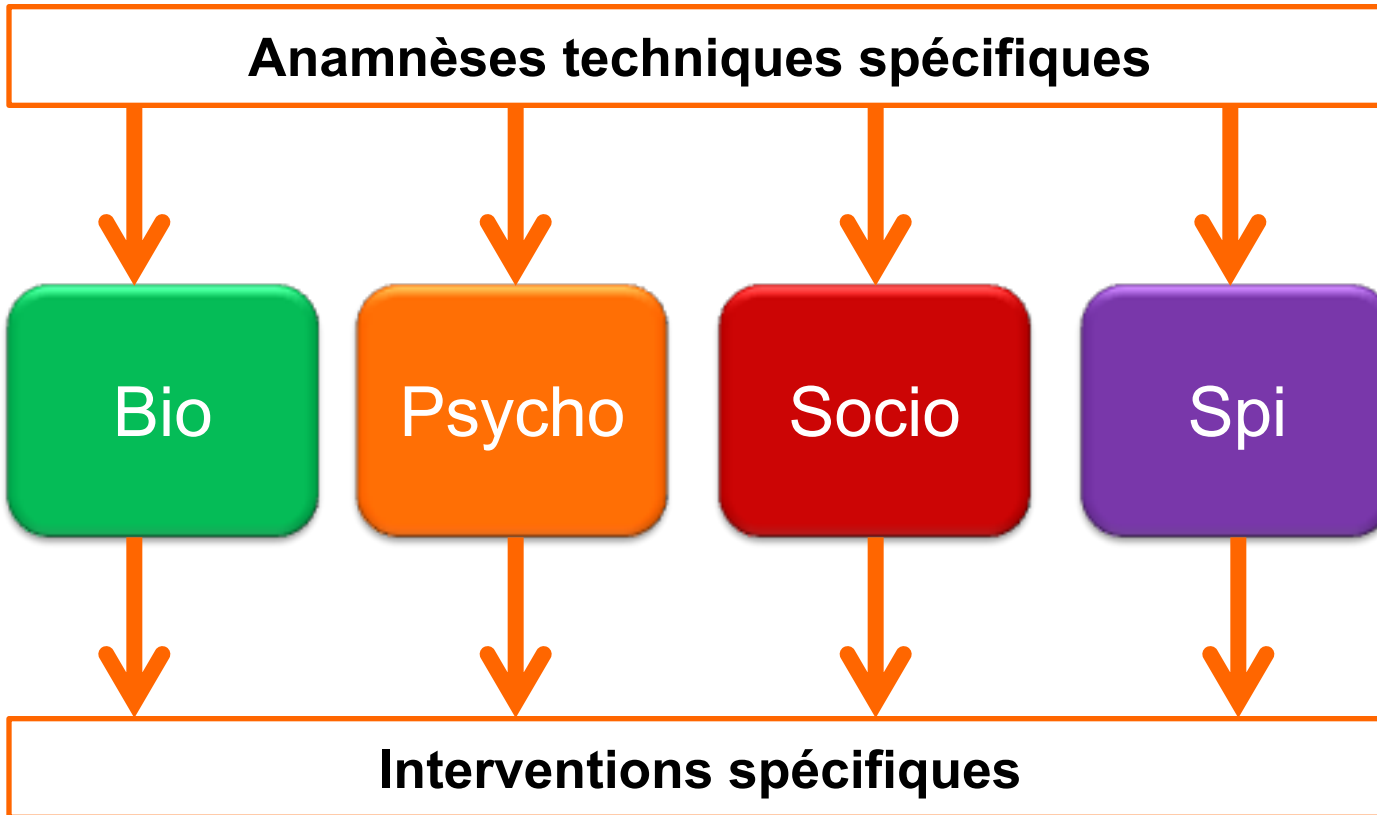 Anamnèses techniques spécifiques
Bio
Psycho
Socio
Spi
Interventions spécifiques